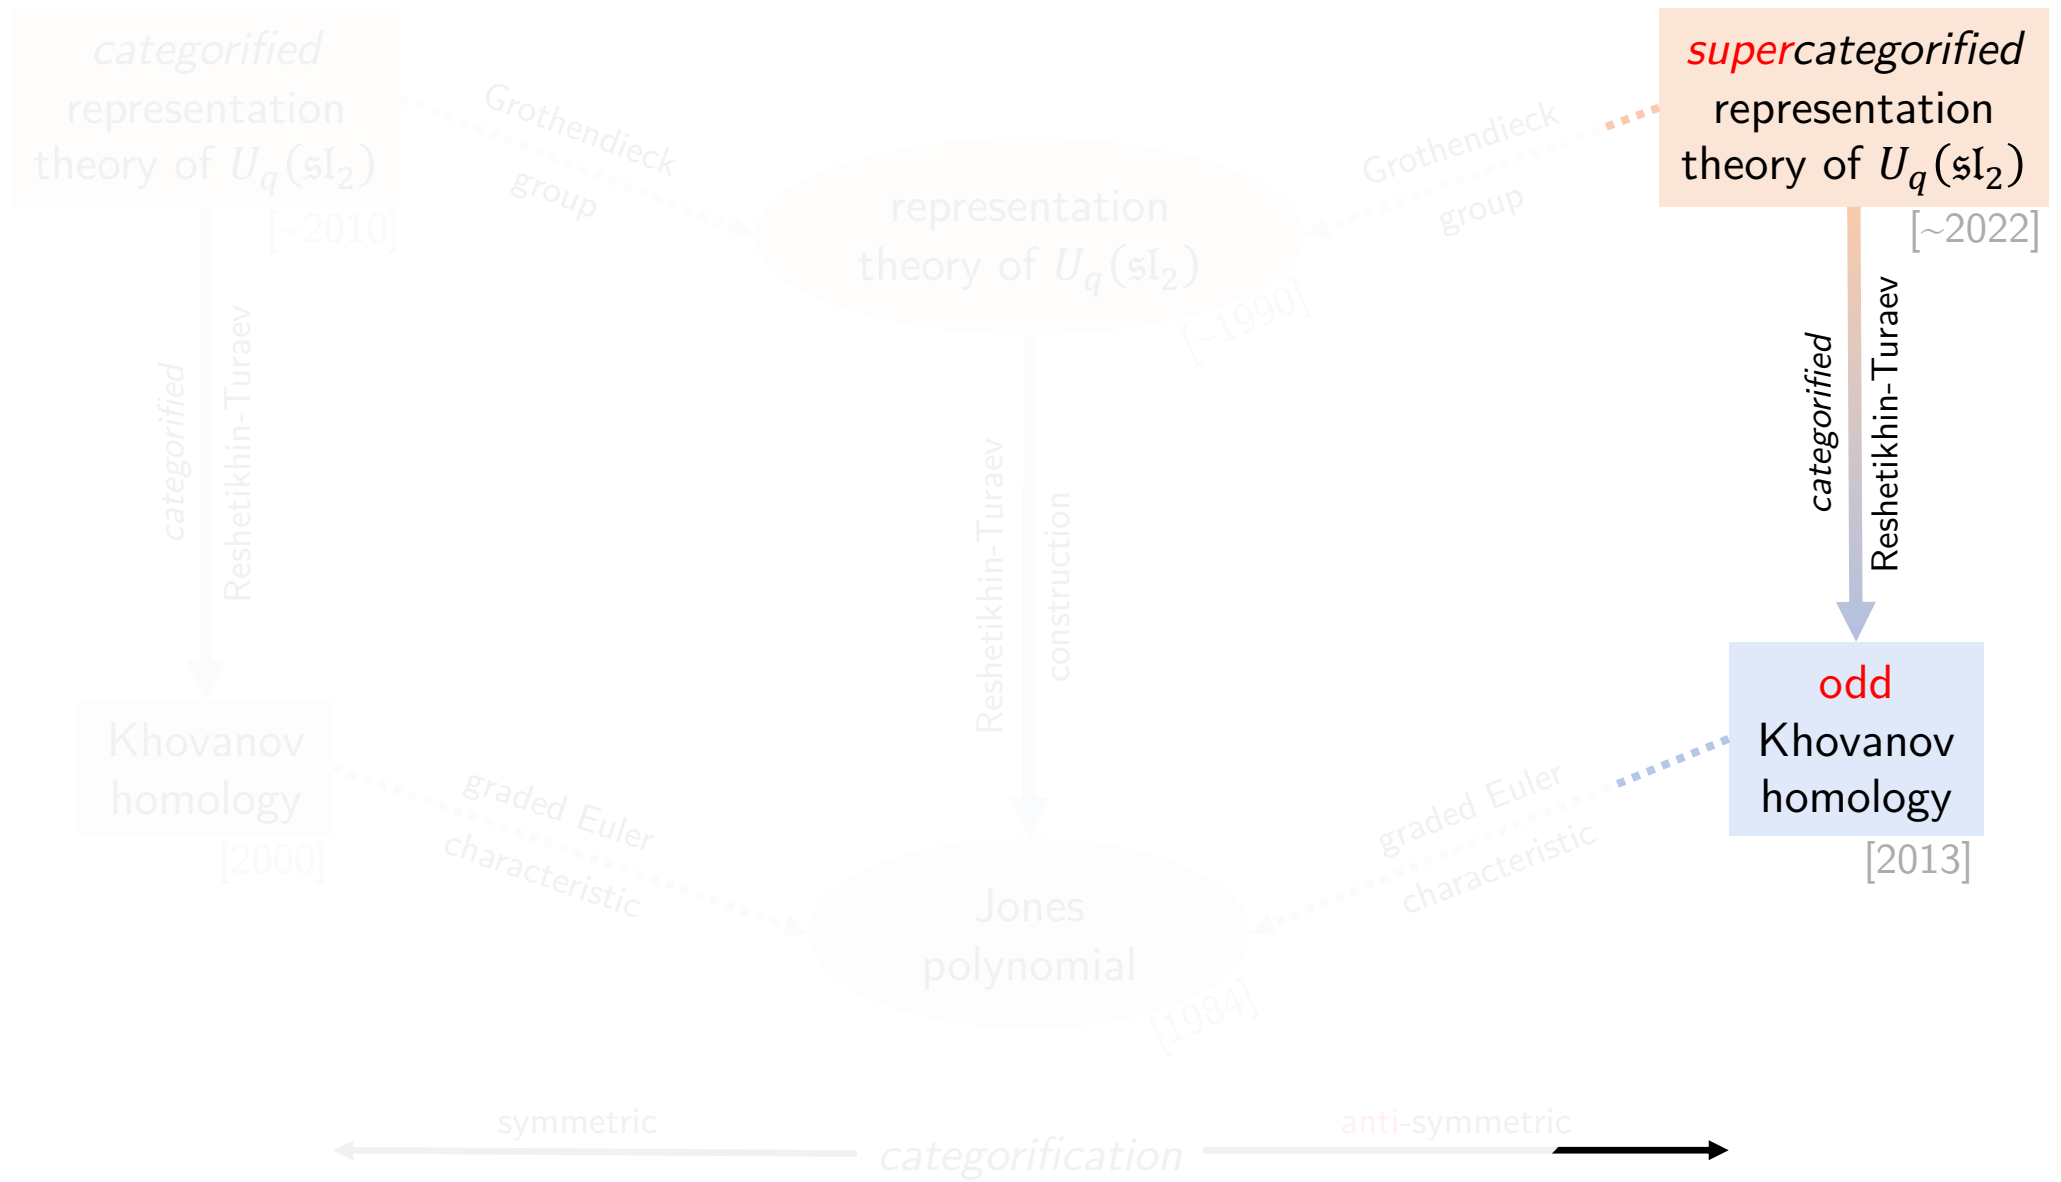 categorified
representation
theory of U_q(𝔰𝔩_2)
[~2010]
Grothendieck
group
representation
theory of U_q(𝔰𝔩_2)
[~1990]
Grothendieck
group
supercategorified
representation
theory of U_q(𝔰𝔩_2)
[~2022]
categorified
Reshetikhin-Turaev
Reshetikhin-Turaev
construction
categorified
Reshetikhin-Turaev
Khovanov
homology
[2000]
graded Euler
characteristic
Jones
polynomial
[1984]
graded Euler
characteristic
odd
Khovanov
homology
[2013]
symmetric
categorification
anti-symmetric